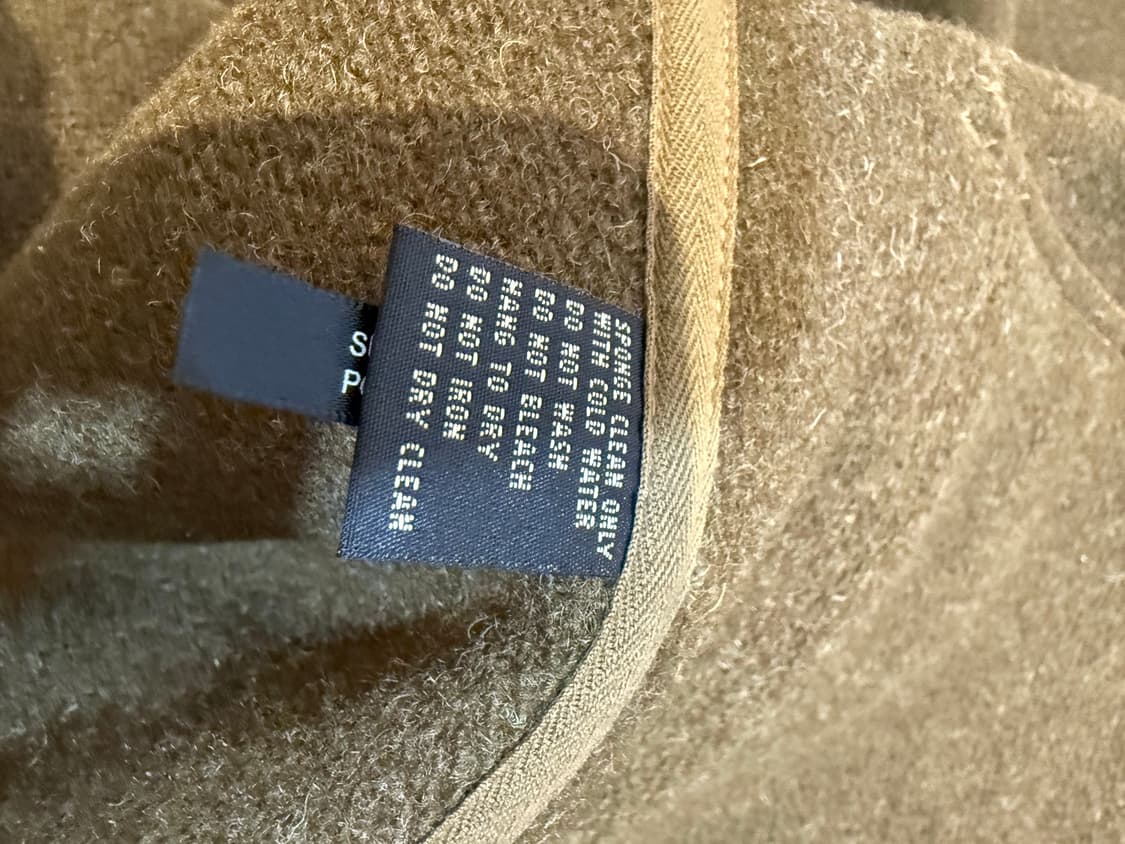 SPONGE CLEAN ONLY
WITH COLD WATER
DO NOT WASH
DO NOT BLEACH
HANG TO DRY
DO NOT IRON
DO NOT DRY CLEAN